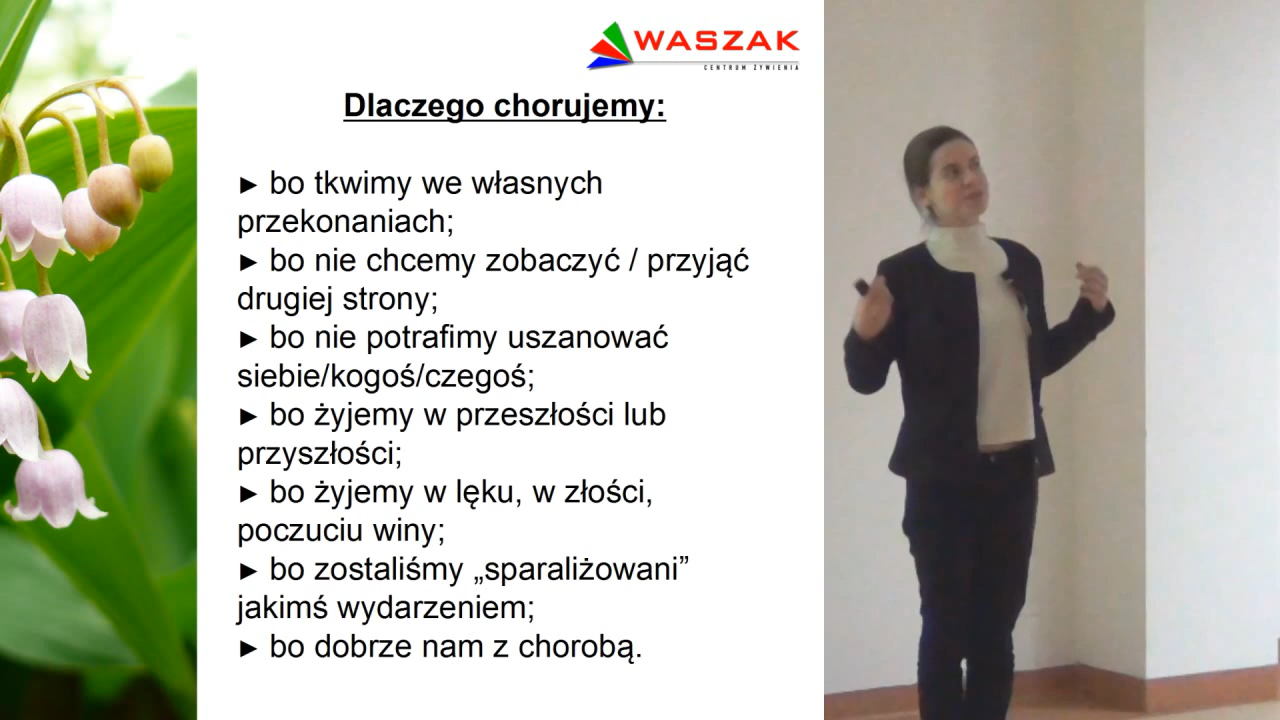 WASZAK
CENTRUM ŻYWIENIA
Dlaczego chorujemy:
► bo tkwimy we własnych
przekonaniach;
► bo nie chcemy zobaczyć / przyjąć
drugiej strony;
► bo nie potrafimy uszanować
siebie/kogoś/czegoś;
► bo żyjemy w przeszłości lub
przyszłości;
► bo żyjemy w lęku, w złości,
poczuciu winy;
► bo zostaliśmy „sparaliżowani”
jakimś wydarzeniem;
► bo dobrze nam z chorobą.